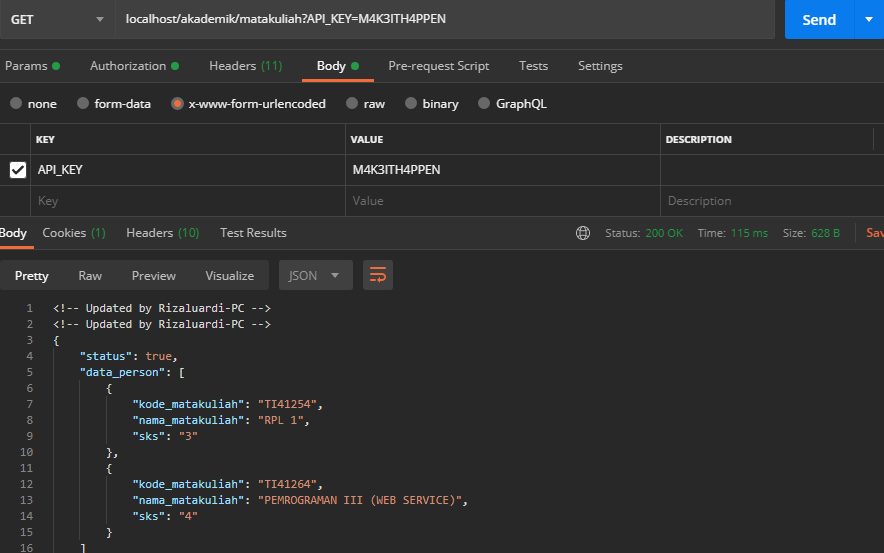 GET localhost/akademik/matakuliah?API_KEY=M4K3ITH4PPEN Send
Params Authorization Headers (11) Body Pre-request Script Tests Settings
none form-data x-www-form-urlencoded raw binary GraphQL
KEY VALUE DESCRIPTION
API_KEY M4K3ITH4PPEN
Key Value Description
Body Cookies (1) Headers (10) Test Results Status: 200 OK Time: 115 ms Size: 628 B Sav
Pretty Raw Preview Visualize JSON
1 <!-- Updated by Rizaluardi-PC -->
2 <!-- Updated by Rizaluardi-PC -->
3 {
4 "status": true,
5 "data_person": [
6 {
7 "kode_matakuliah": "TI41254",
8 "nama_matakuliah": "RPL 1",
9 "sks": "3"
10 },
11 {
12 "kode_matakuliah": "TI41264",
13 "nama_matakuliah": "PEMROGRAMAN III (WEB SERVICE)",
14 "sks": "4"
15 }
16 ]